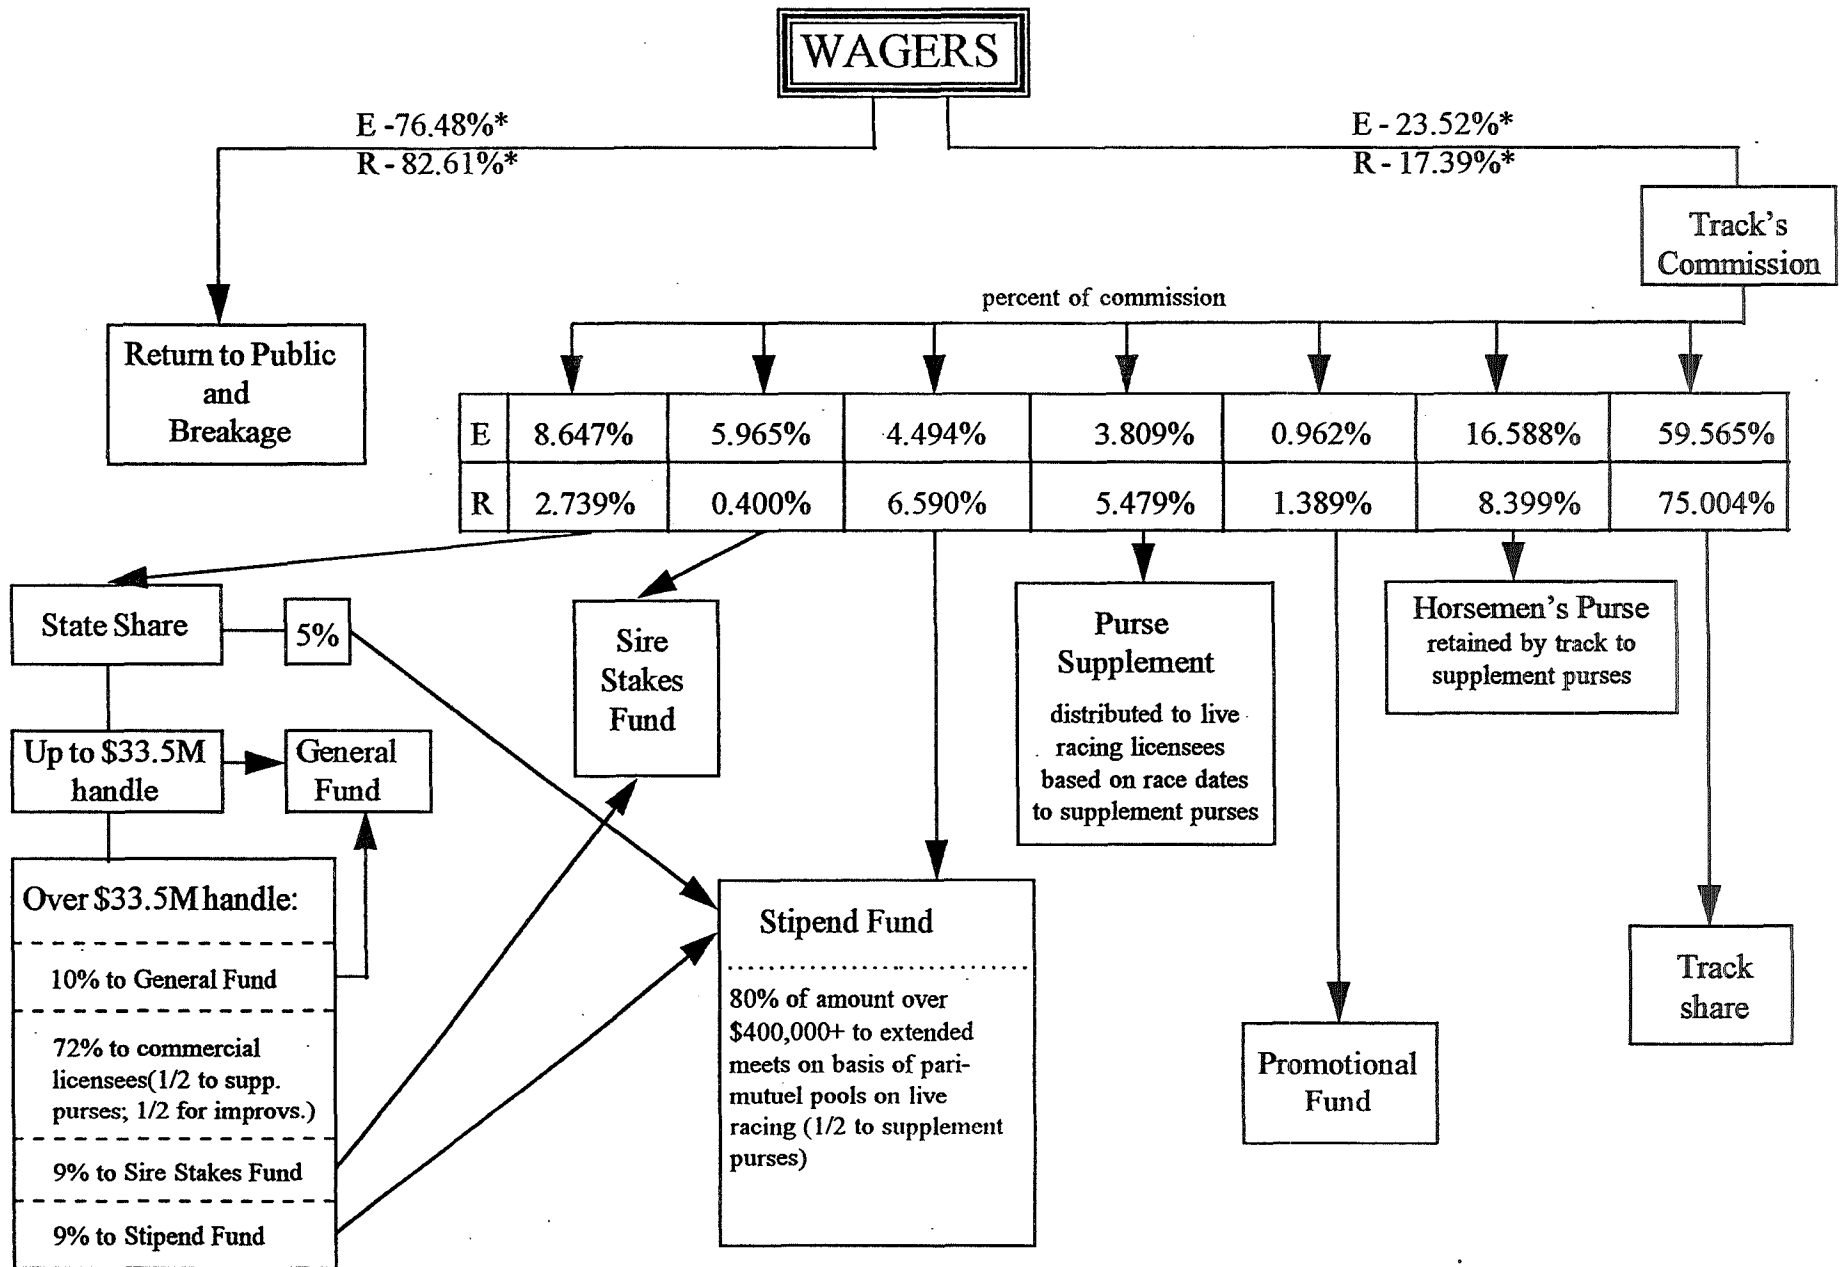 WAGERS
E -76.48%*
R - 82.61%*
E - 23.52%*
R - 17.39%*
Track's
Commission
percent of commission
Return to Public
and
Breakage
E 8.647% 5.965% 4.494% 3.809% 0.962% 16.588% 59.565%
R 2.739% 0.400% 6.590% 5.479% 1.389% 8.399% 75.004%
State Share
5%
Up to $33.5M
handle
General
Fund
Over $33.5M handle:
10% to General Fund
72% to commercial
licensees(1/2 to supp.
purses; 1/2 for improvs.)
9% to Sire Stakes Fund
9% to Stipend Fund
Sire
Stakes
Fund
Stipend Fund
80% of amount over
$400,000+ to extended
meets on basis of pari-
mutuel pools on live
racing (1/2 to supplement
purses)
Purse
Supplement
distributed to live
racing licensees
based on race dates
to supplement purses
Promotional
Fund
Horsemen's Purse
retained by track to
supplement purses
Track
share